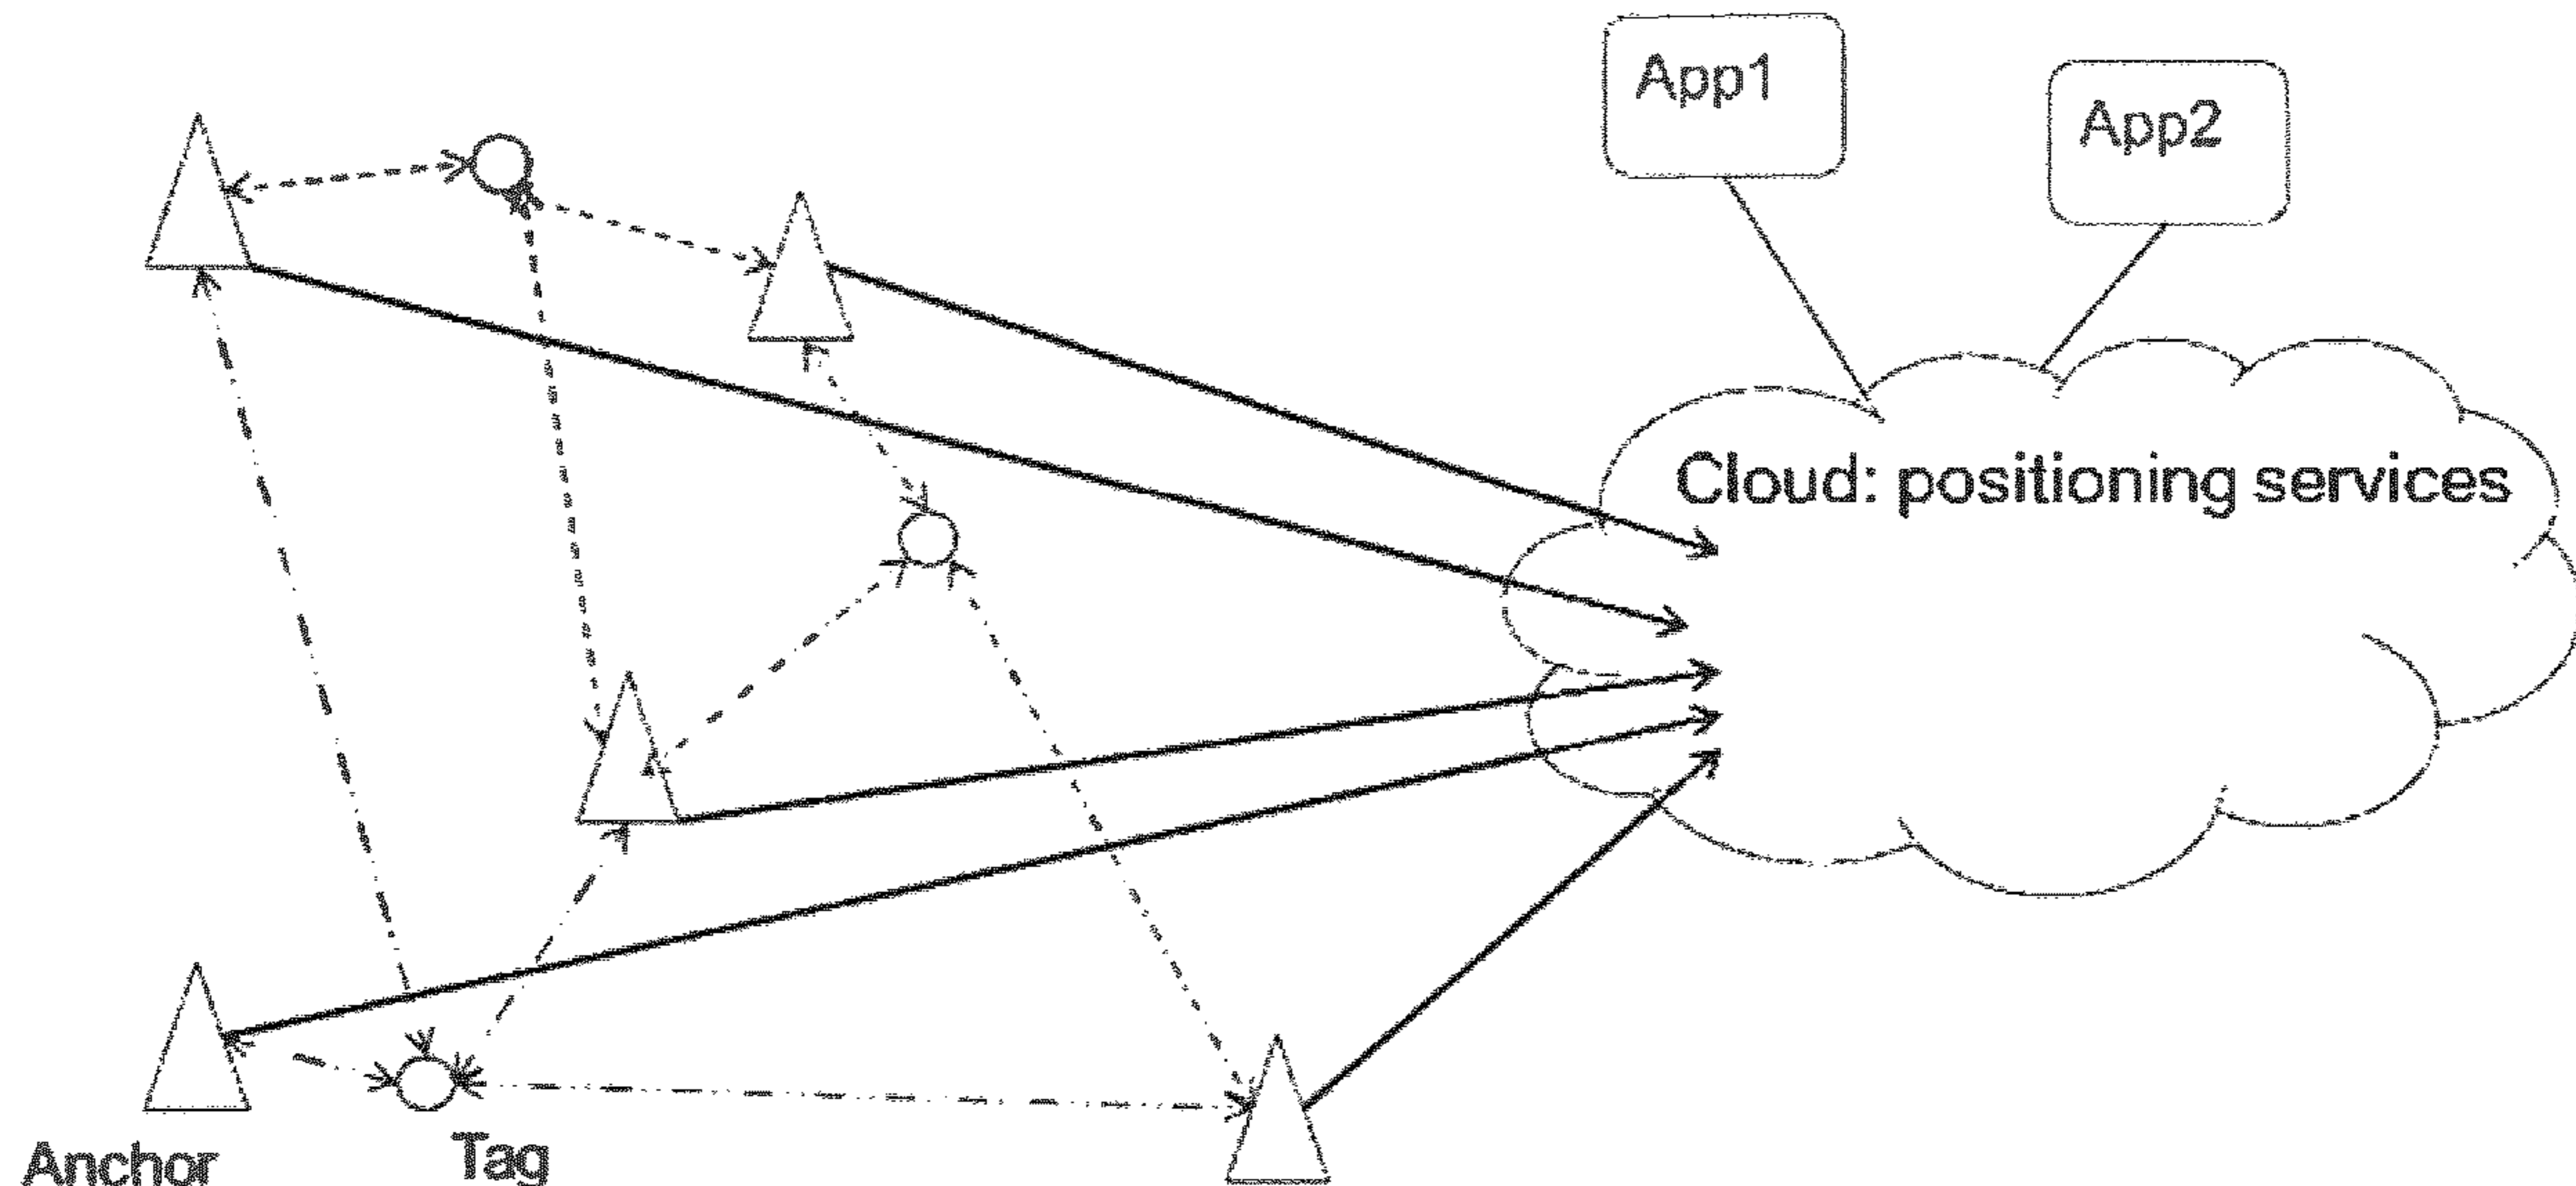 App1
App2
Cloud: positioning services
Anchor
Tag